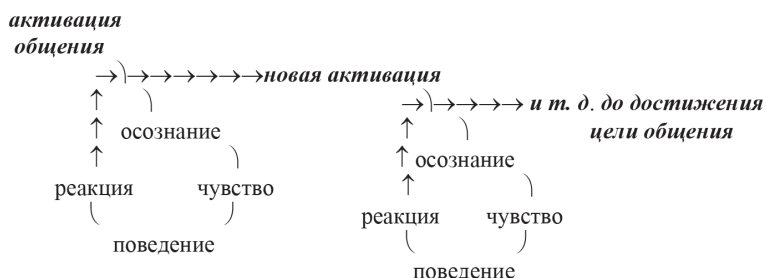 активация
общения
новая активация
и т. д. до достижения
цели общения
осознание
реакция чувство
поведение
осознание
реакция чувство
поведение